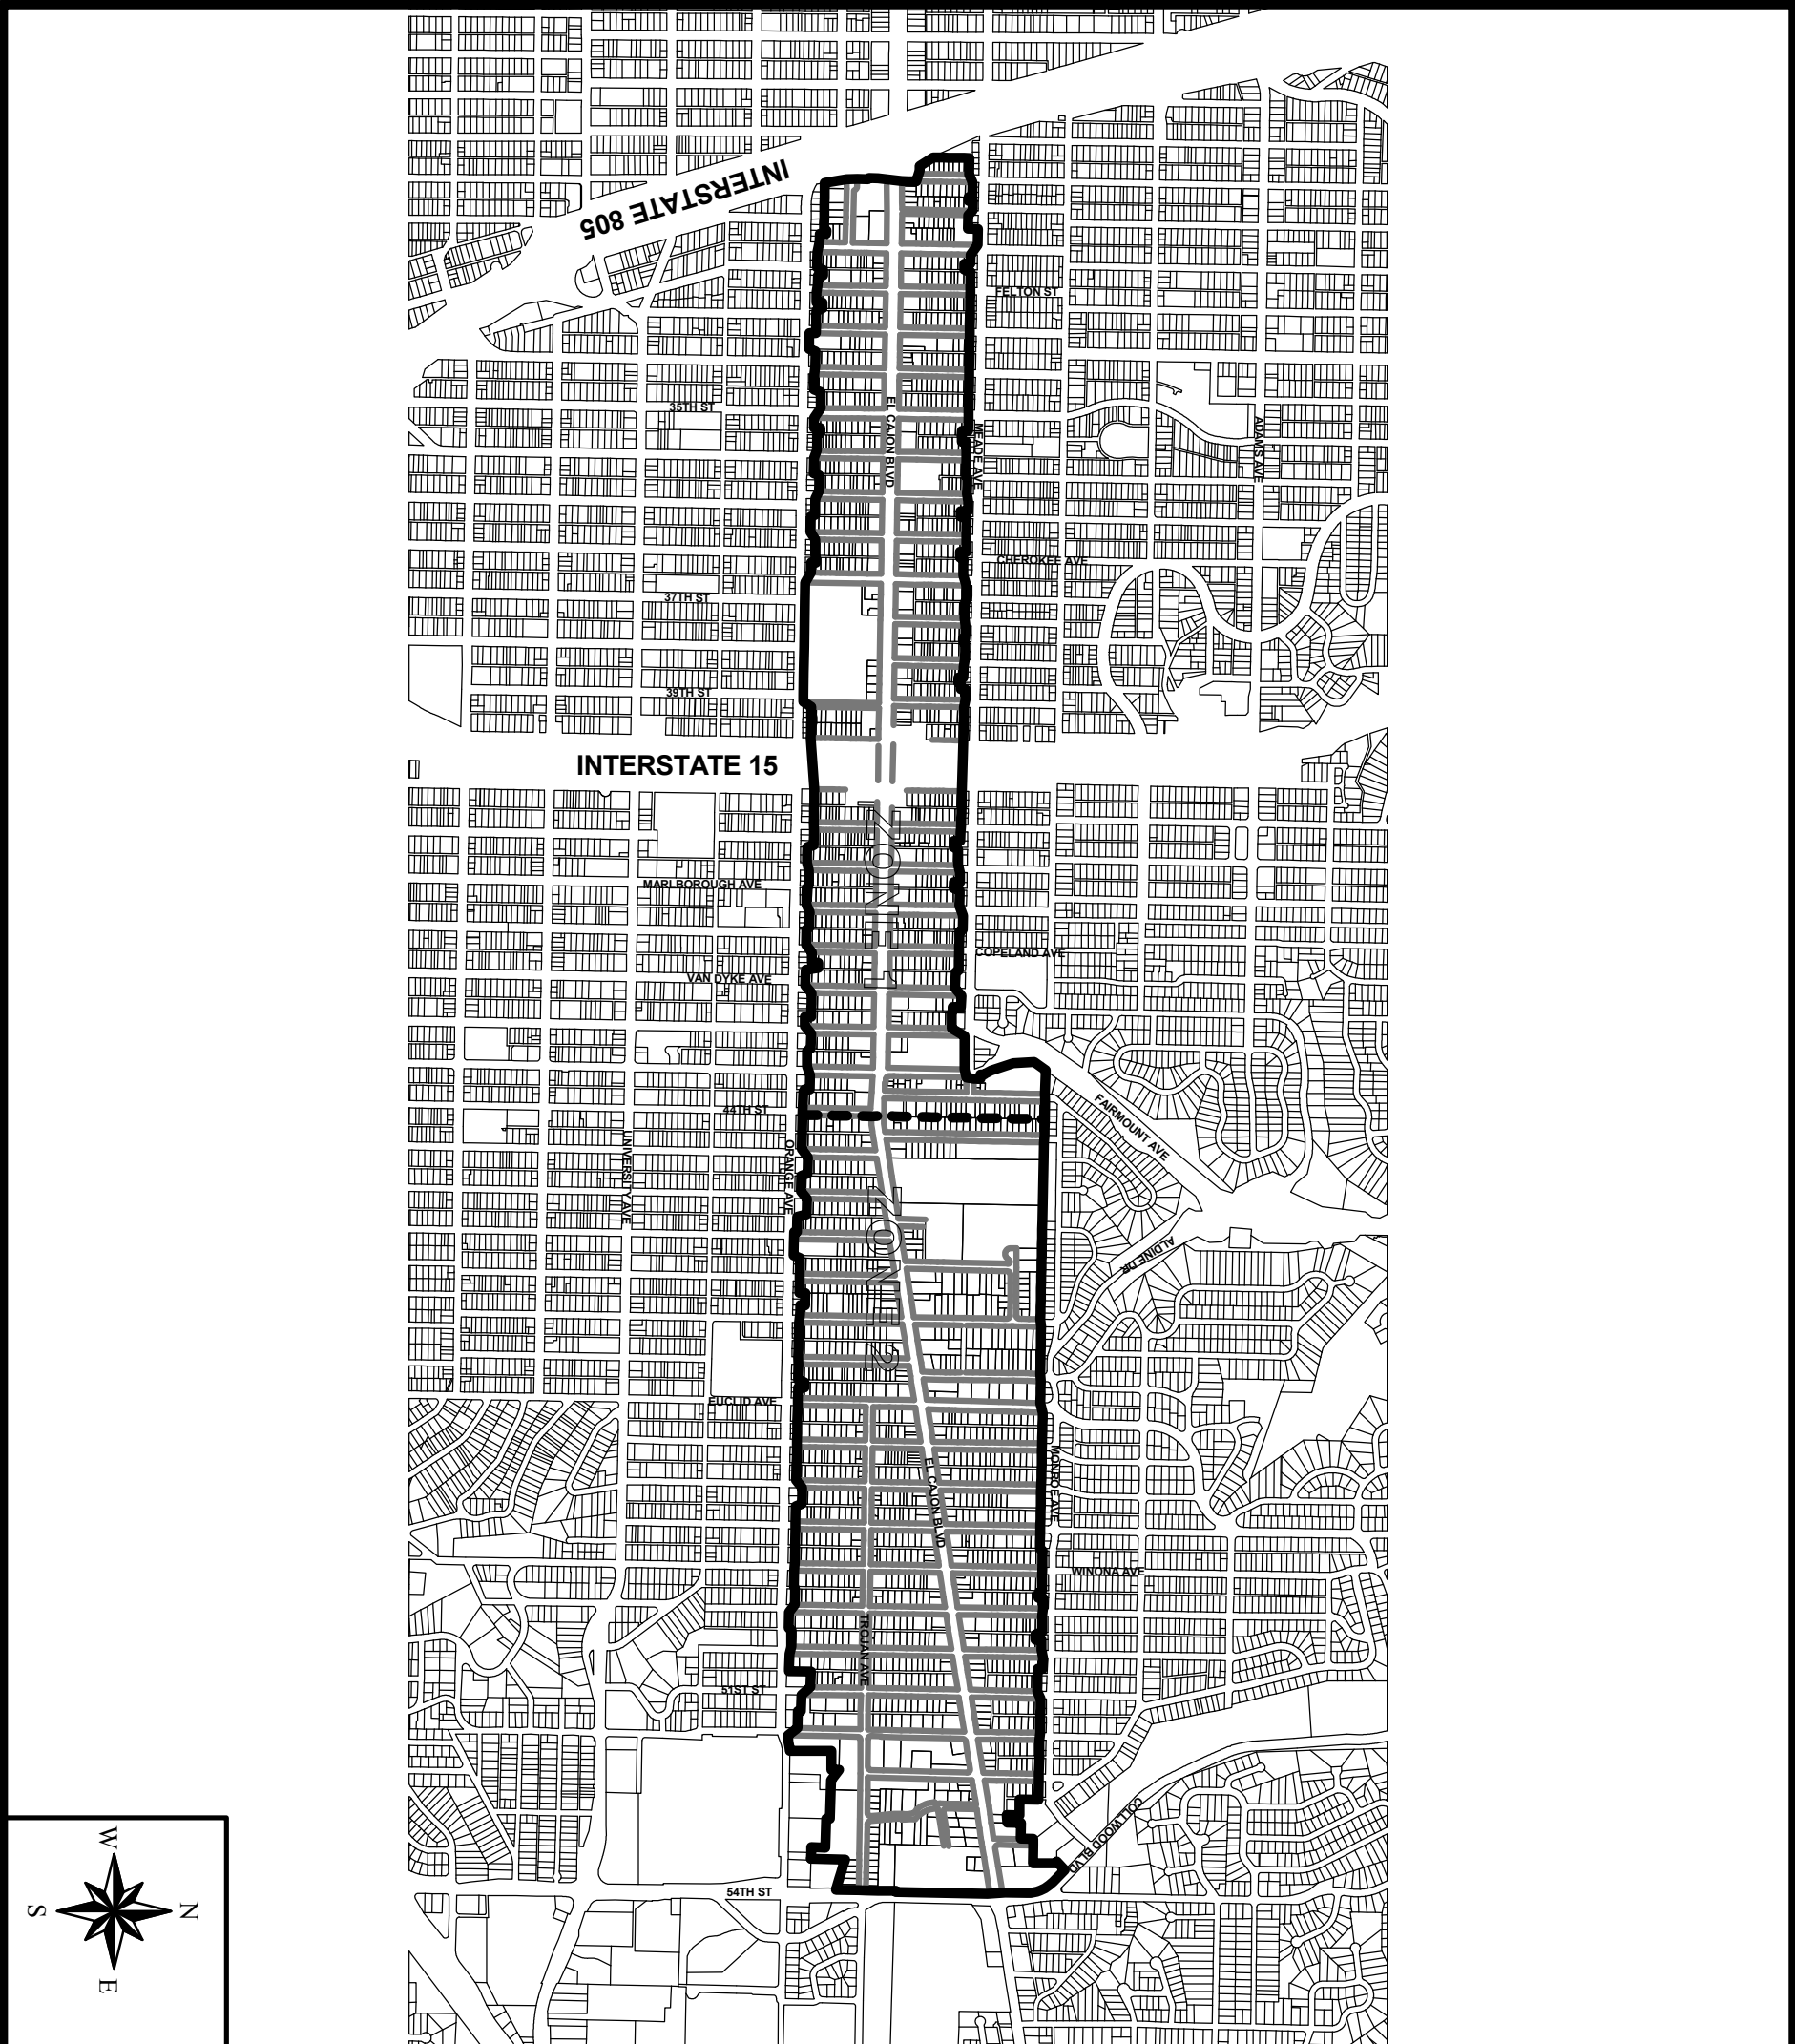 INTERSTATE 805
FELTON ST
35TH ST
EL CAJON BLVD
MEADE AVE
ADAMS AVE
CHEROKEE AVE
37TH ST
39TH ST
INTERSTATE 15
ZONE 1
MARLBOROUGH AVE
COPELAND AVE
VAN DYKE AVE
44TH ST
FAIRMOUNT AVE
UNIVERSITY AVE
ORANGE AVE
ZONE 2
ALDINE DR
EUCLID AVE
EL CAJON BLVD
MONROE AVE
WINONA AVE
TROJAN AVE
51ST ST
COLLWOOD BLVD
54TH ST
W
N
S
E